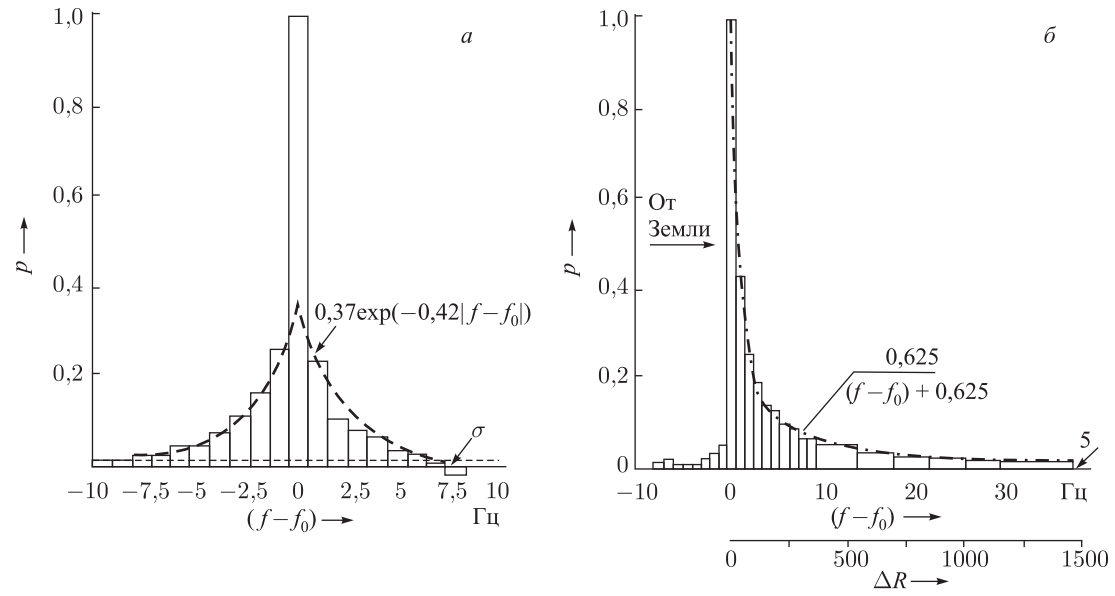 а
1,0
0,8
0,6
0,4
0,2
p
0,37exp(−0,42|f−f₀|)
σ
−10 −7,5 −5 −2,5 0 2,5 5 7,5 10
(f−f₀)
Гц
б
1,0
0,8
0,6
0,4
0,2
0
p
От
Земли
0,625
(f−f₀) + 0,625
5
−10 0 10 20 30 Гц
(f−f₀)
0 500 1000 1500
ΔR